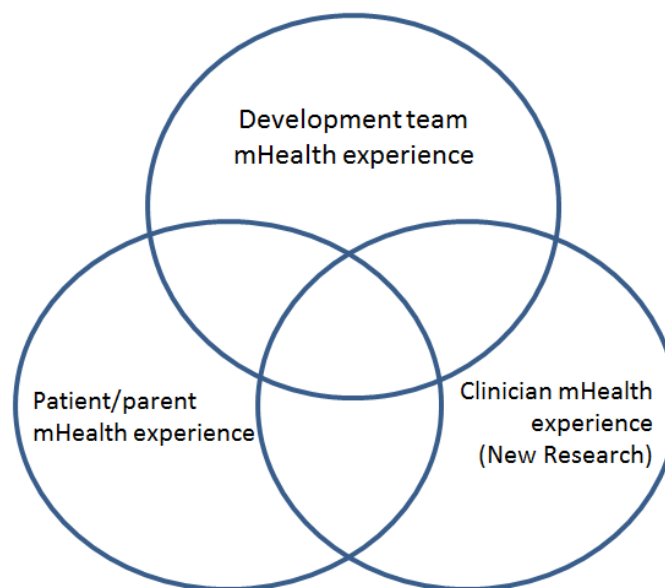 Development team
mHealth experience
Patient/parent
mHealth experience
Clinician mHealth
experience
(New Research)